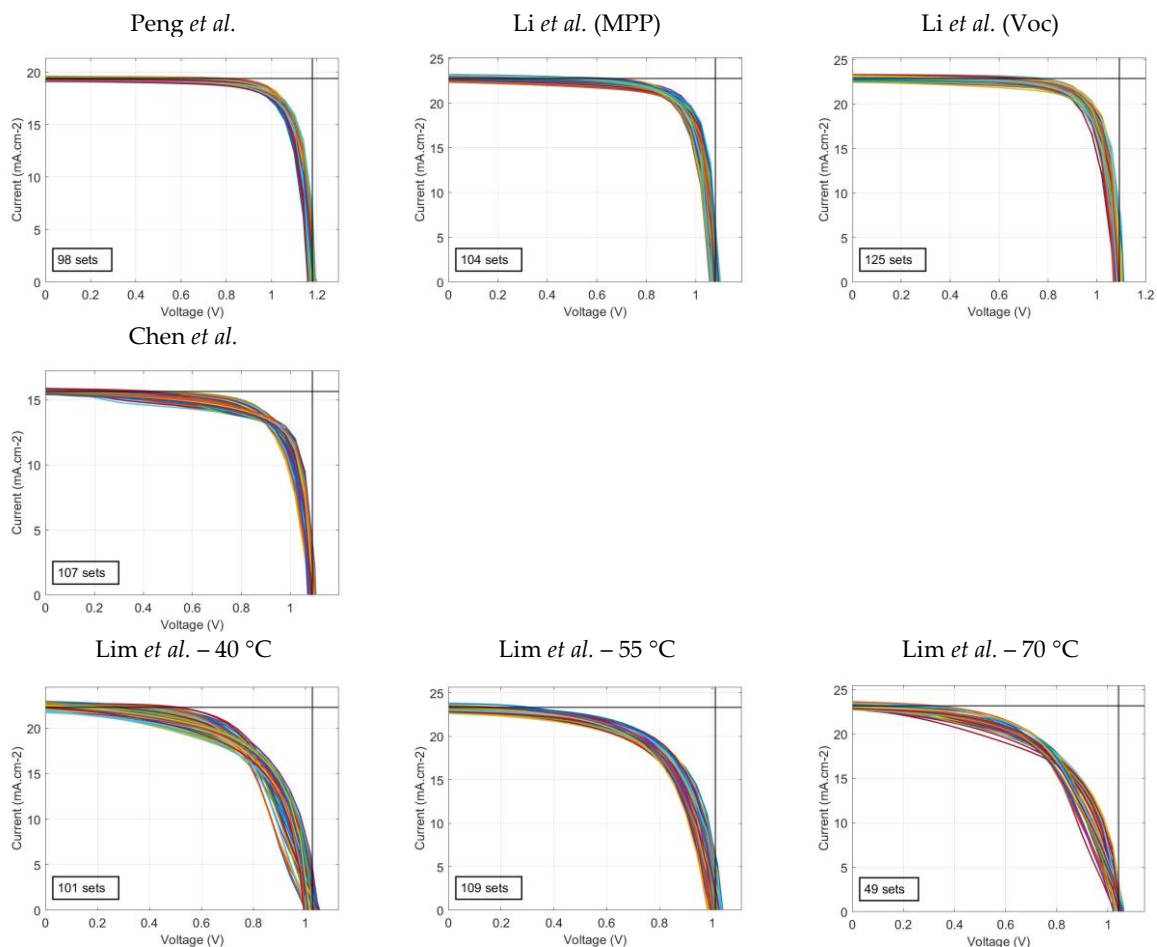 Peng et al.
Li et al. (MPP)
Li et al. (Voc)
Current (mA.cm-2)
20
15
10
5
0
98 sets
0 0.2 0.4 0.6 0.8 1 1.2
Voltage (V)
Current (mA.cm-2)
25
20
15
10
5
0
104 sets
0 0.2 0.4 0.6 0.8 1
Voltage (V)
Current (mA.cm-2)
25
20
15
10
5
0
125 sets
0 0.2 0.4 0.6 0.8 1 1.2
Voltage (V)
Chen et al.
Current (mA.cm-2)
15
10
5
0
107 sets
0 0.2 0.4 0.6 0.8 1
Voltage (V)
Lim et al. – 40 °C
Lim et al. – 55 °C
Lim et al. – 70 °C
Current (mA.cm-2)
20
15
10
5
0
101 sets
0 0.2 0.4 0.6 0.8 1
Voltage (V)
Current (mA.cm-2)
25
20
15
10
5
0
109 sets
0 0.2 0.4 0.6 0.8 1
Voltage (V)
Current (mA.cm-2)
25
20
15
10
5
0
49 sets
0 0.2 0.4 0.6 0.8 1
Voltage (V)